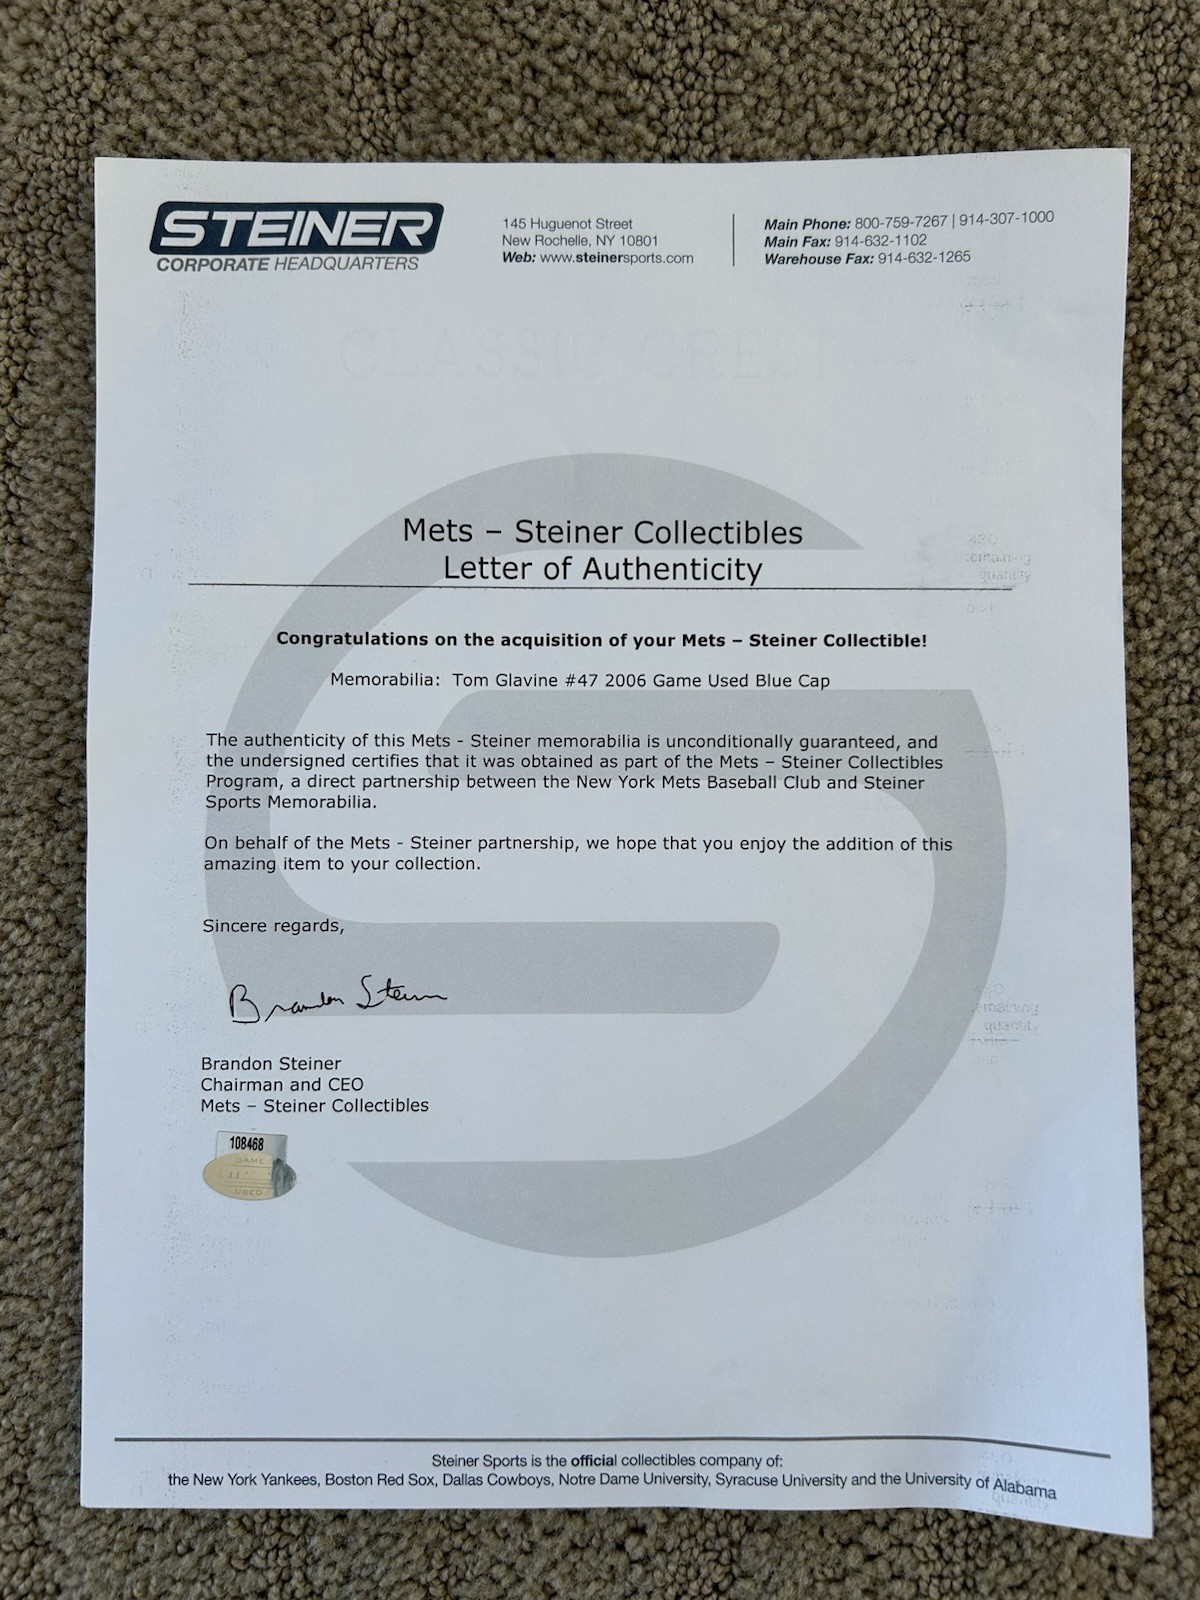 STEINER
CORPORATE HEADQUARTERS
145 Huguenot Street
New Rochelle, NY 10801
Web: www.steinersports.com
Main Phone: 800-759-7267 | 914-307-1000
Main Fax: 914-632-1102
Warehouse Fax: 914-632-1265
CLASSIC CREST
Mets – Steiner Collectibles
Letter of Authenticity
Congratulations on the acquisition of your Mets – Steiner Collectible!
Memorabilia: Tom Glavine #47 2006 Game Used Blue Cap
The authenticity of this Mets - Steiner memorabilia is unconditionally guaranteed, and
the undersigned certifies that it was obtained as part of the Mets – Steiner Collectibles
Program, a direct partnership between the New York Mets Baseball Club and Steiner
Sports Memorabilia.
On behalf of the Mets - Steiner partnership, we hope that you enjoy the addition of this
amazing item to your collection.
Sincere regards,
Brandon Steiner
Brandon Steiner
Chairman and CEO
Mets – Steiner Collectibles
108468
GAME
USED
Steiner Sports is the official collectibles company of:
the New York Yankees, Boston Red Sox, Dallas Cowboys, Notre Dame University, Syracuse University and the University of Alabama